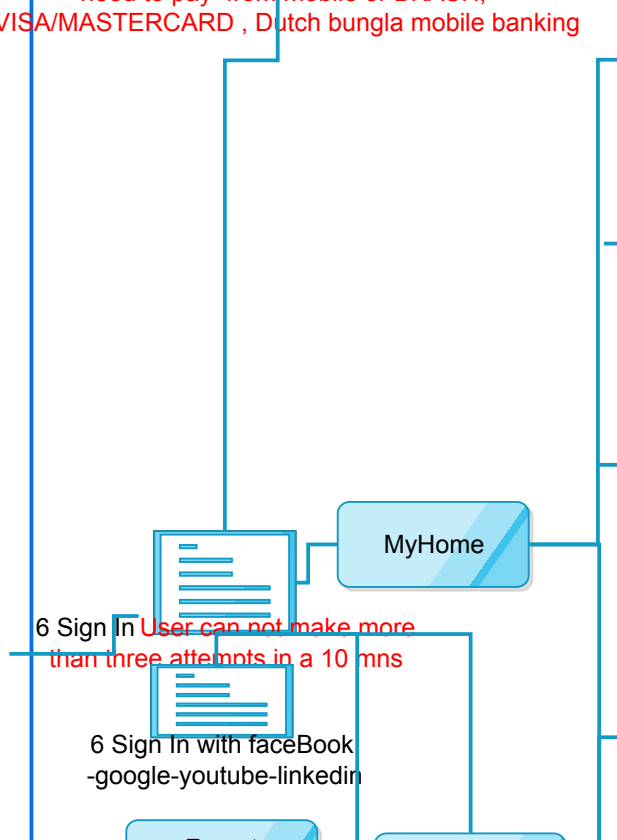 VISA/MASTERCARD , Dutch bungla mobile banking
MyHome
6 Sign In User can not make more
than three attempts in a 10 mns
6 Sign In with faceBook
-google-youtube-linkedin